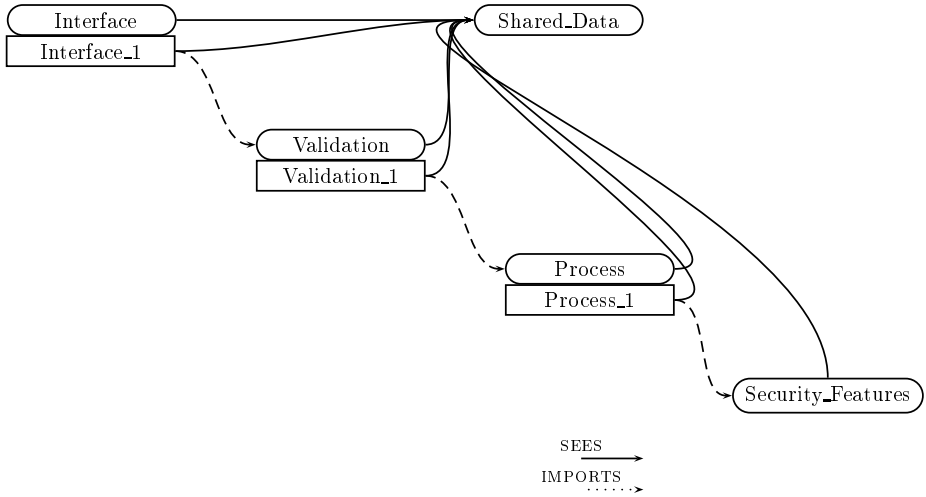 Interface
Shared_Data
Interface_1
Validation
Validation_1
Process
Process_1
Security_Features
SEES
IMPORTS